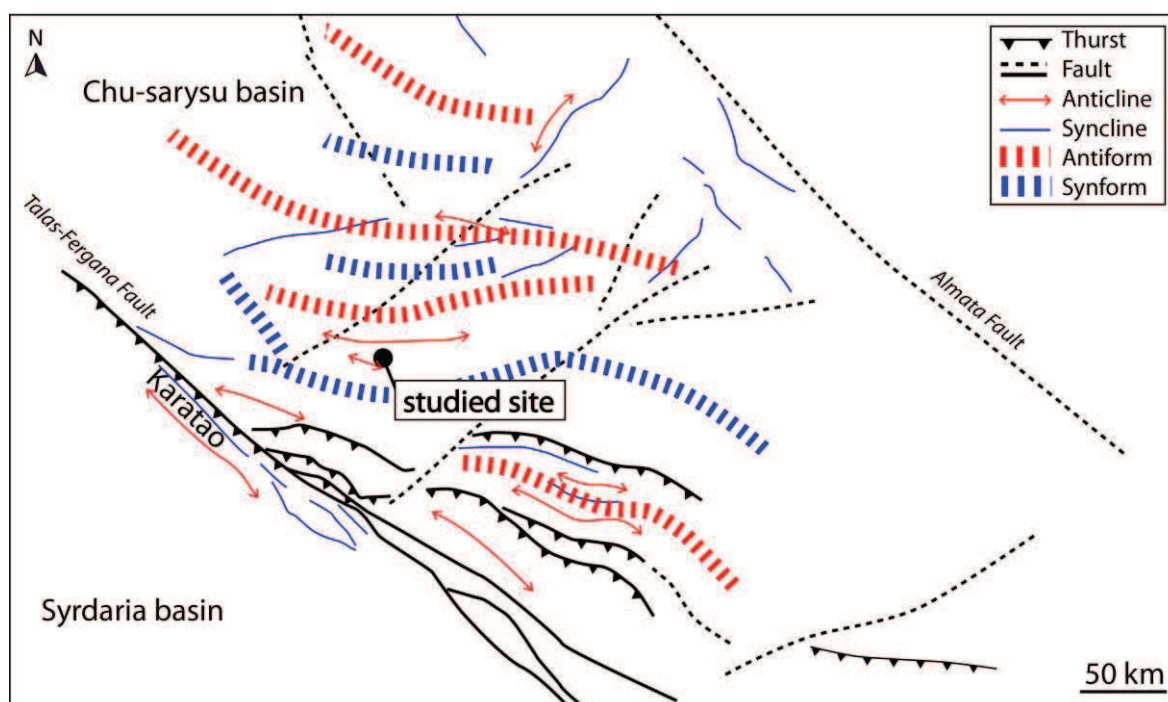 N
Chu-sarysu basin
Thurst
Fault
Anticline
Syncline
Antiform
Synform
Talas-Fergana Fault
Almata Fault
Karatao
studied site
Syrdaria basin
50 km